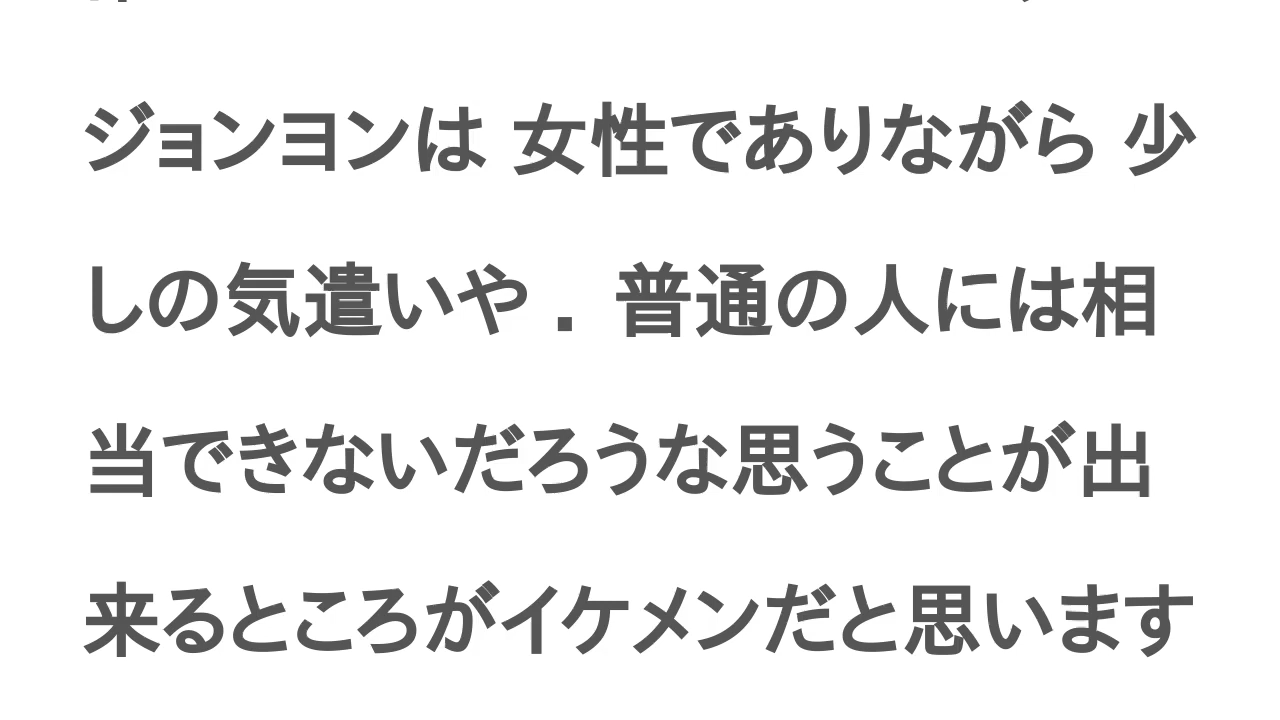 ジョンヨンは 女性でありながら 少
しの気遣いや . 普通の人には相
当できないだろうな思うことが出
来るところがイケメンだと思います